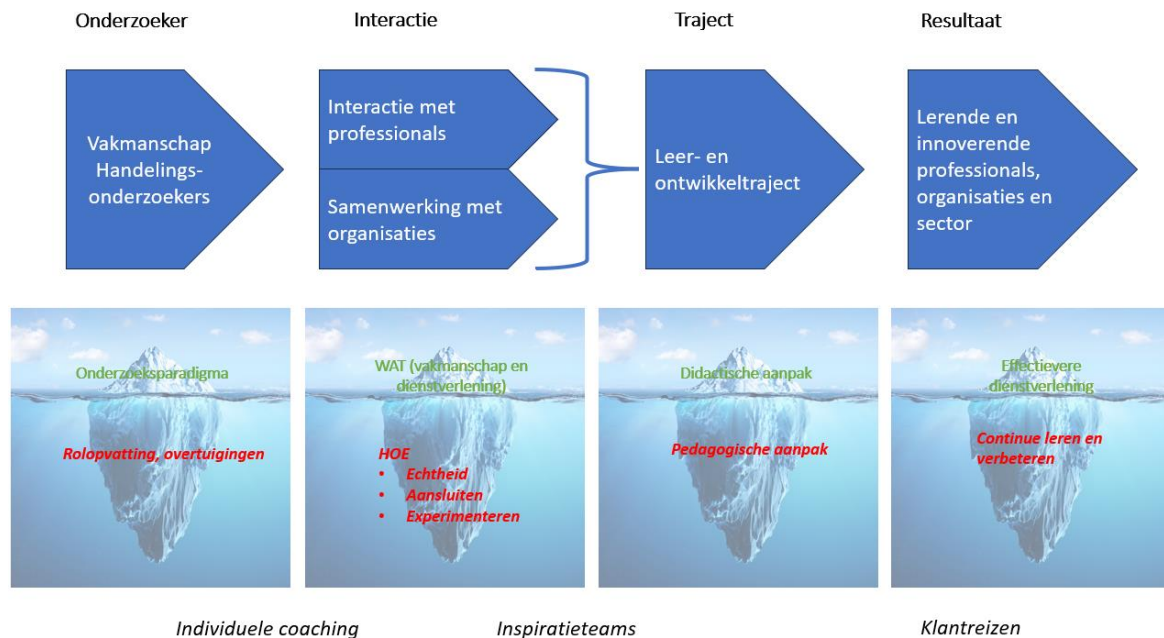 Onderzoeker
Interactie
Traject
Resultaat
Vakmanschap
Handelings-
onderzoekers
Interactie met
professionals
Samenwerking met
organisaties
Leer- en
ontwikkeltraject
Lerende en
innoverende
professionals,
organisaties en
sector
Onderzoeksparadigma
Rolopvatting, overtuigingen
WAT (vakmanschap en
dienstverlening)
HOE
• Echtheid
• Aansluiten
• Experimenteren
Didactische aanpak
Pedagogische aanpak
Effectievere
dienstverlening
Continue leren en
verbeteren
Individuele coaching
Inspiratieteams
Klantreizen